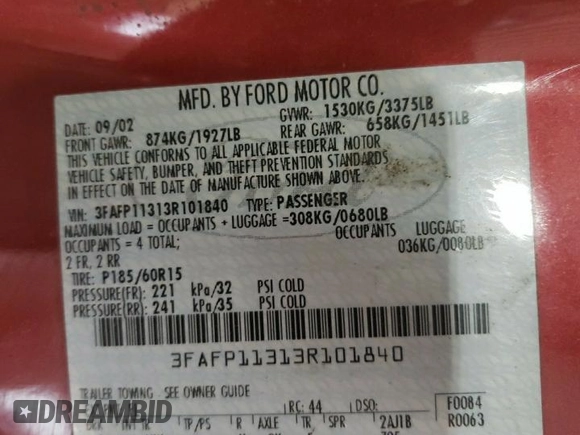 MFD. BY FORD MOTOR CO.
DATE: 09/02 GVWR: 1530KG/3375LB
FRONT GAWR: 874KG/1927LB REAR GAWR: 658KG/1451LB
THIS VEHICLE CONFORMS TO ALL APPLICABLE FEDERAL MOTOR
VEHICLE SAFETY, BUMPER, AND THEFT PREVENTION STANDARDS
IN EFFECT ON THE DATE OF MANUFACTURE SHOWN ABOVE.
VIN: 3FAFP11313R101840 TYPE: PASSENGER
MAXIMUM LOAD = OCCUPANTS + LUGGAGE =308KG/0680LB
OCCUPANTS = 4 TOTAL; OCCUPANTS LUGGAGE
2 FR, 2 RR 036KG/0080LB
TIRE: P185/60R15
PRESSURE(FR): 221 kPa/32 PSI COLD
PRESSURE(RR): 241 kPa/35 PSI COLD
3FAFP11313R101840
TRAILER TOWING - SEE OWNER GUIDE
RC: 44 DSO: F0084
BRK INT TR TP/PS R AXLE TR SPR 2AJ1B R0063
DREAMBID